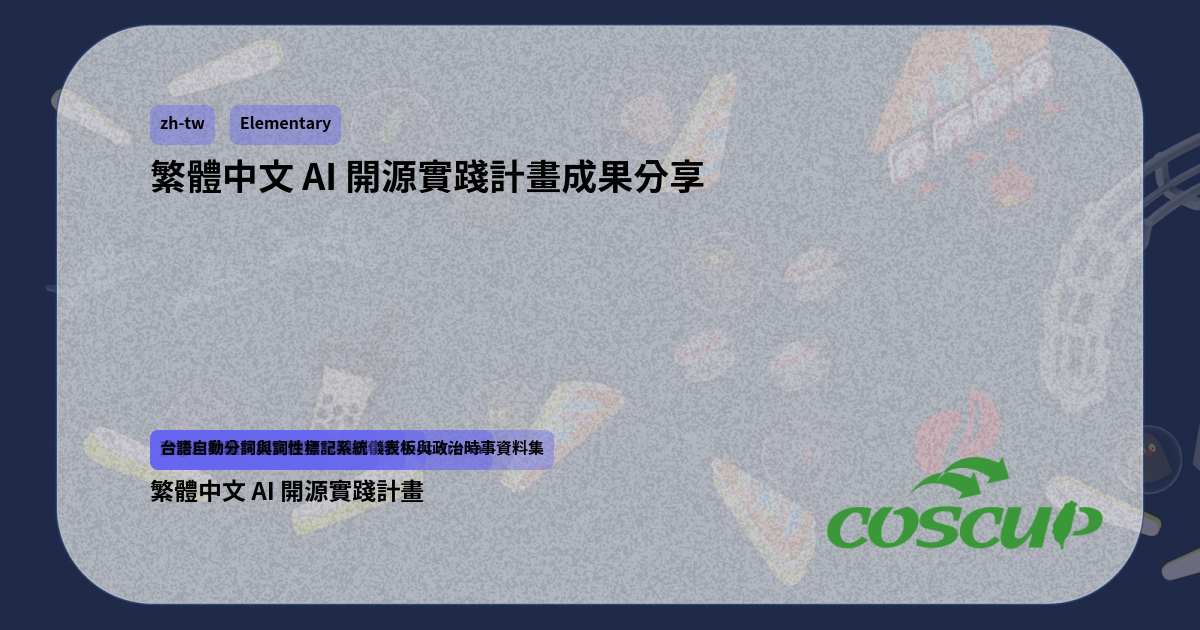 zh-tw
Elementary
繁體中文 AI 開源實踐計畫成果分享
台語自動分詞與詞性標記系統
表板與政治時事資料集
繁體中文 AI 開源實踐計畫
COSCUP